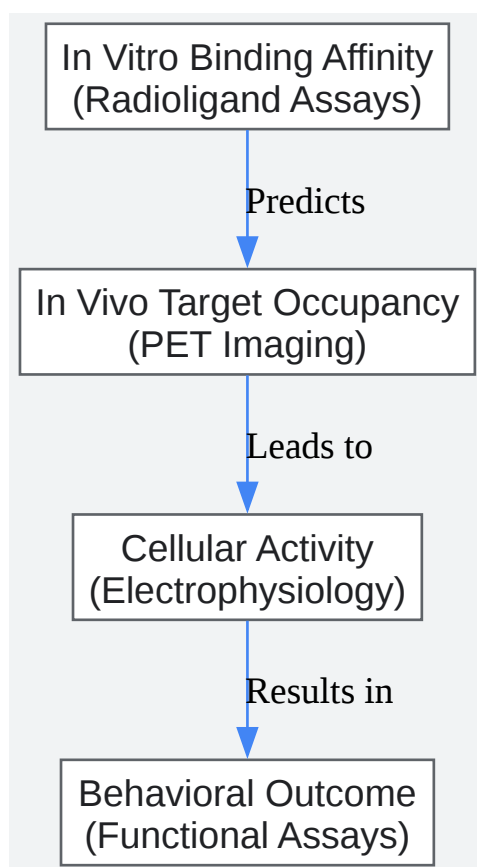 In Vitro Binding Affinity
(Radioligand Assays)
Predicts
In Vivo Target Occupancy
(PET Imaging)
Leads to
Cellular Activity
(Electrophysiology)
Results in
Behavioral Outcome
(Functional Assays)